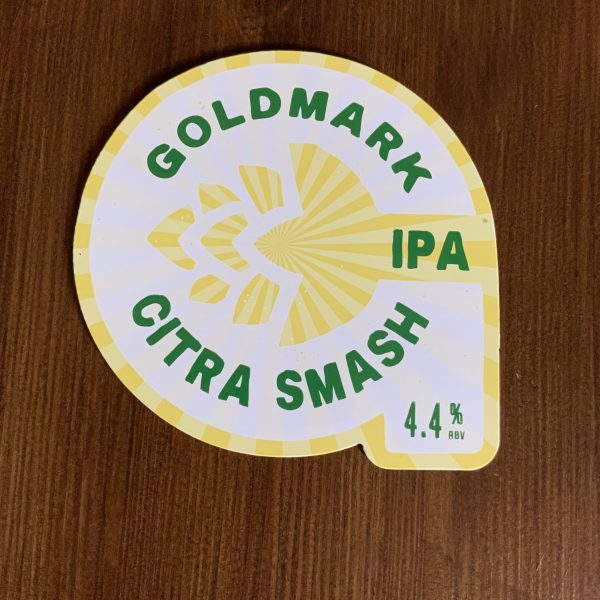 GOLDMARK
IPA
CITRA SMASH
4.4% ABV